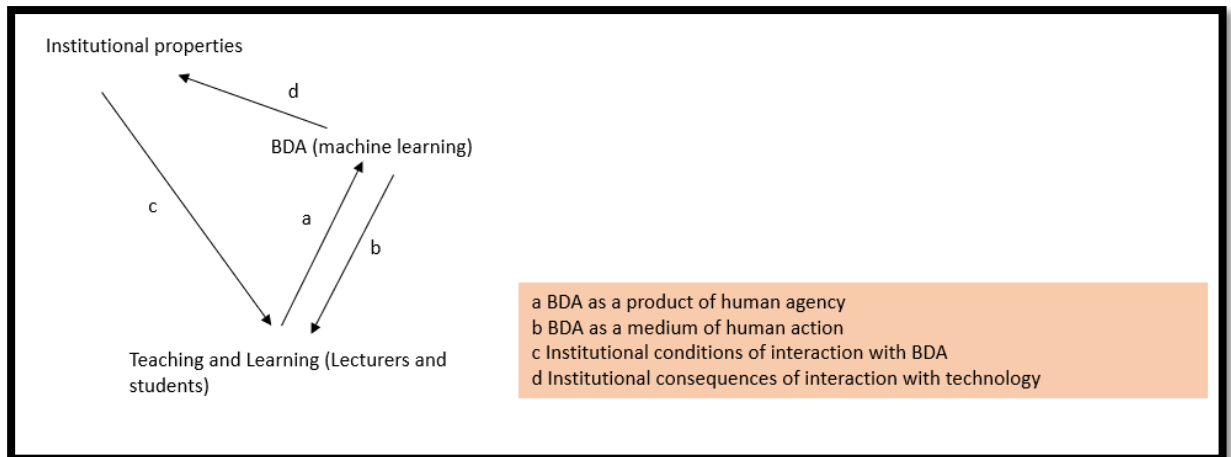 Institutional properties
d
BDA (machine learning)
c
a
b
Teaching and Learning (Lecturers and
students)
a BDA as a product of human agency
b BDA as a medium of human action
c Institutional conditions of interaction with BDA
d Institutional consequences of interaction with technology